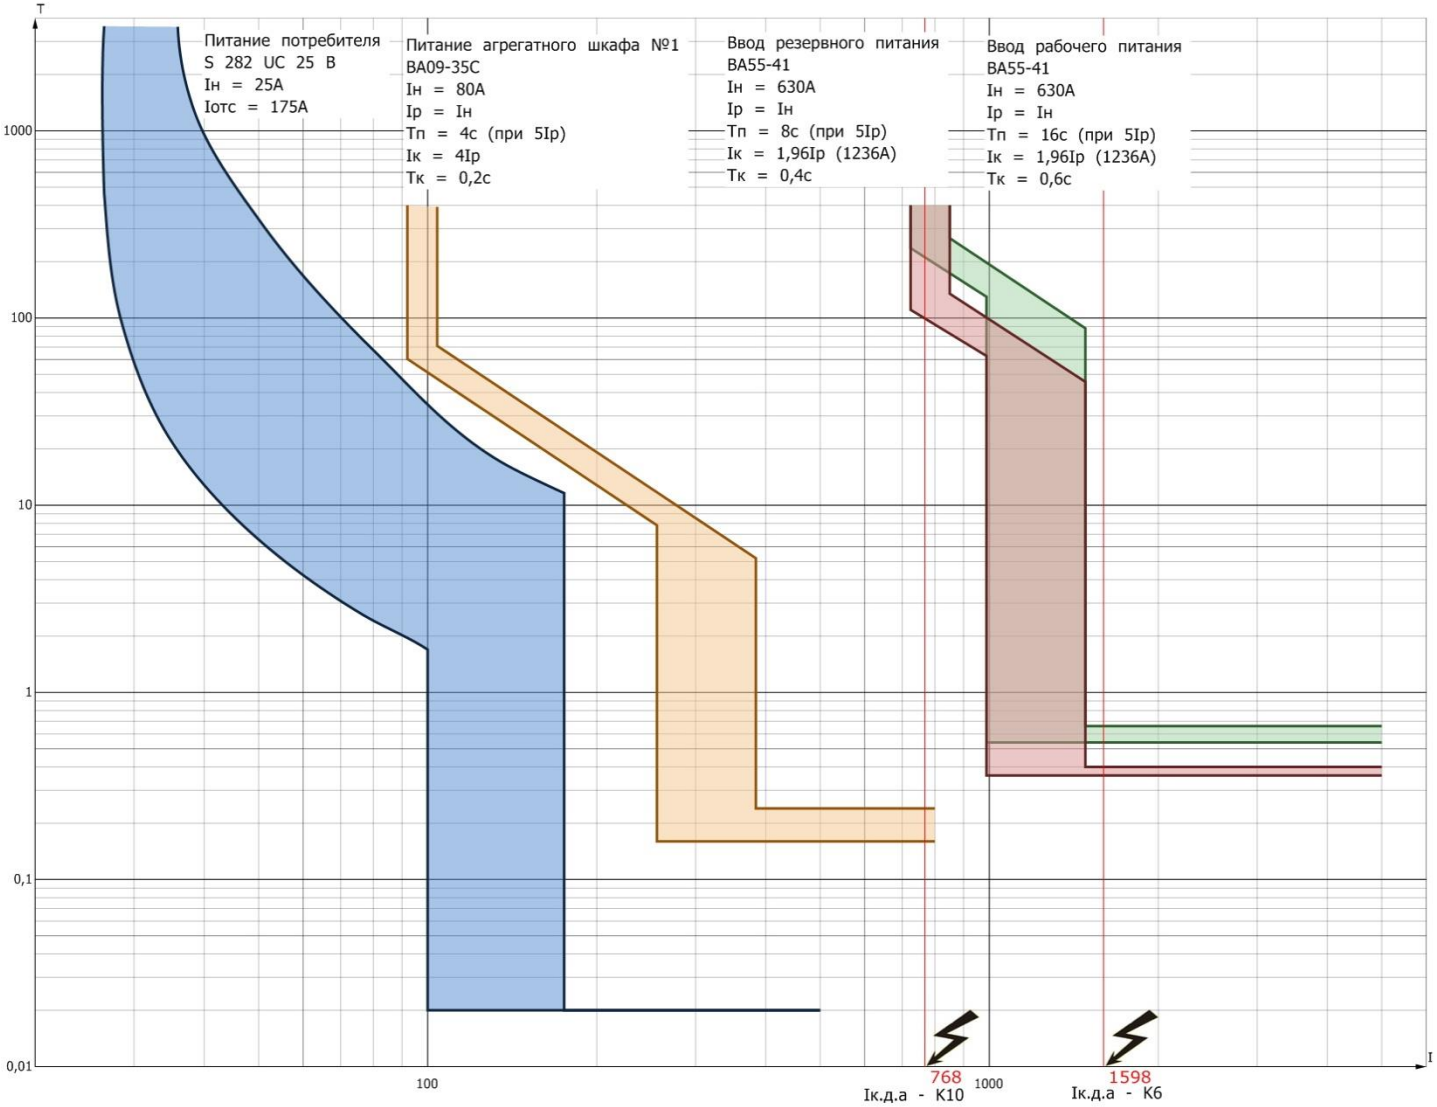 T
Питание потребителя
S 282 UC 25 B
Iн = 25А
Iотс = 175А
Питание агрегатного шкафа №1
ВА09-35С
Iн = 80А
Iр = Iн
Тп = 4с (при 5Iр)
Iк = 4Iр
Тк = 0,2с
Ввод резервного питания
ВА55-41
Iн = 630А
Iр = Iн
Тп = 8с (при 5Iр)
Iк = 1,96Iр (1236А)
Тк = 0,4с
Ввод рабочего питания
ВА55-41
Iн = 630А
Iр = Iн
Тп = 16с (при 5Iр)
Iк = 1,96Iр (1236А)
Тк = 0,6с
1000
100
10
1
0,1
0,01
I
100
768
1000
1598
Iк.д.а - К10
Iк.д.а - К6